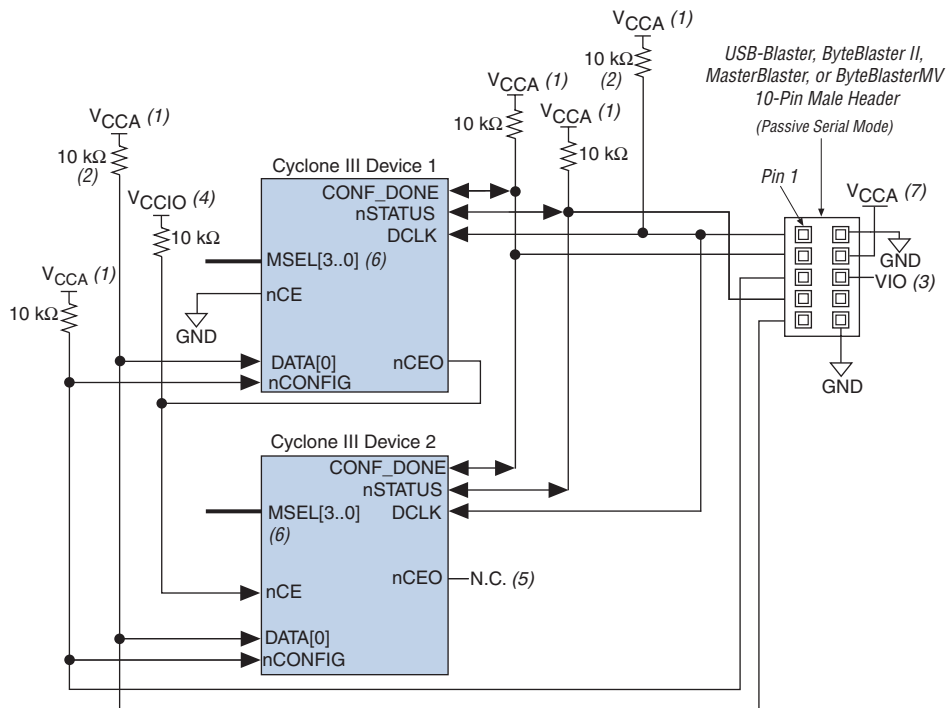 VCCA (1)
10 kΩ
(2)
VCCA (1)
10 kΩ
VCCA (1)
10 kΩ
USB-Blaster, ByteBlaster II,
MasterBlaster, or ByteBlasterMV
10-Pin Male Header
(Passive Serial Mode)
VCCA (1)
10 kΩ
(2)
VCCIO (4)
10 kΩ
VCCA (1)
10 kΩ
Cyclone III Device 1
CONF_DONE
nSTATUS
DCLK
MSEL[3..0] (6)
nCE
GND
DATA[0]
nCEO
nCONFIG
Pin 1
VCCA (7)
GND
VIO (3)
GND
Cyclone III Device 2
CONF_DONE
nSTATUS
MSEL[3..0]
DCLK
(6)
nCEO
N.C. (5)
nCE
DATA[0]
nCONFIG